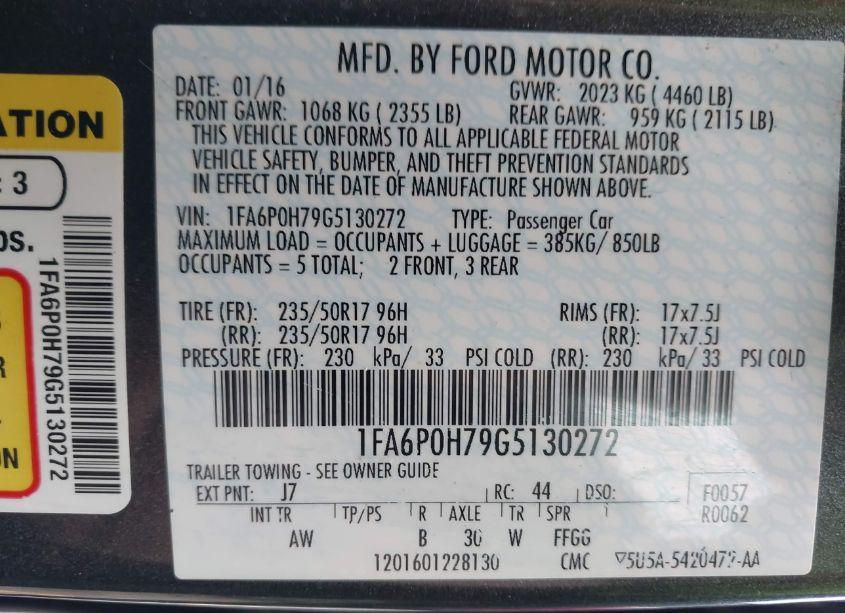 ATION
: 3
BS.
1FA6P0H79G5130272
R
ON
MFD. BY FORD MOTOR CO.
DATE: 01/16 GVWR: 2023 KG ( 4460 LB)
FRONT GAWR: 1068 KG ( 2355 LB) REAR GAWR: 959 KG ( 2115 LB)
THIS VEHICLE CONFORMS TO ALL APPLICABLE FEDERAL MOTOR
VEHICLE SAFETY, BUMPER, AND THEFT PREVENTION STANDARDS
IN EFFECT ON THE DATE OF MANUFACTURE SHOWN ABOVE.
VIN: 1FA6P0H79G5130272 TYPE: Passenger Car
MAXIMUM LOAD = OCCUPANTS + LUGGAGE = 385KG/ 850LB
OCCUPANTS = 5 TOTAL; 2 FRONT, 3 REAR
TIRE (FR): 235/50R17 96H RIMS (FR): 17x7.5J
(RR): 235/50R17 96H (RR): 17x7.5J
PRESSURE (FR): 230 kPa/ 33 PSI COLD (RR): 230 kPa/ 33 PSI COLD
1FA6P0H79G5130272
TRAILER TOWING - SEE OWNER GUIDE
EXT PNT: J7 RC: 44 DSO: F0057
INT TR TP/PS R AXLE TR SPR R0062
AW B 30 W FFGG
1201601228130 CMC 5U5A-5420472-AA